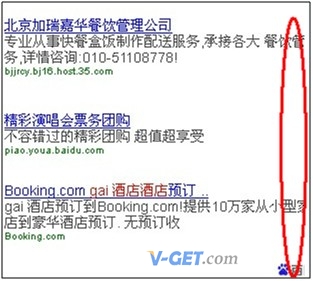 北京加瑞嘉华餐饮管理公司
专业从事快餐盒饭制作配送服务,承接各大 餐饮管
务,详情咨询:010-51108778!
bjjrcy.bj16.host.35.com
精彩演唱会票务团购
不容错过的精彩团购 超值超享受
piao.youa.baidu.com
Booking.com gai 酒店酒店预订 ..
gai 酒店预订到Booking.com!提供10万家从小型家
店到豪华酒店预订. 无预订收
Booking.com
V-GET.com